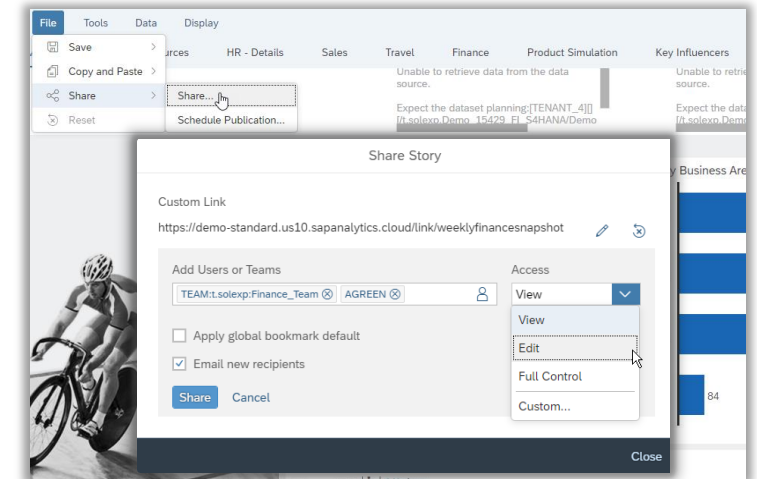 File Tools Data Display
Save
urces HR - Details Sales Travel Finance Product Simulation Key Influencers
Copy and Paste
Share
Reset
Share...
Schedule Publication...
Unable to retrieve data from the data
source.
Expect the dataset planning:[TENANT_4][]
[/t.solexp.Demo_15429_FI_S4HANA/Demo
Unable to retrie
source.
Expect the data
[/t.solexp.Demo
Share Story
y Business Are
Custom Link
https://demo-standard.us10.sapanalytics.cloud/link/weeklyfinancesnapshot
Add Users or Teams
Access
TEAM:t.solexp:Finance_Team AGREEN
View
View
Edit
Full Control
Custom...
Apply global bookmark default
Email new recipients
Share Cancel
84
Close